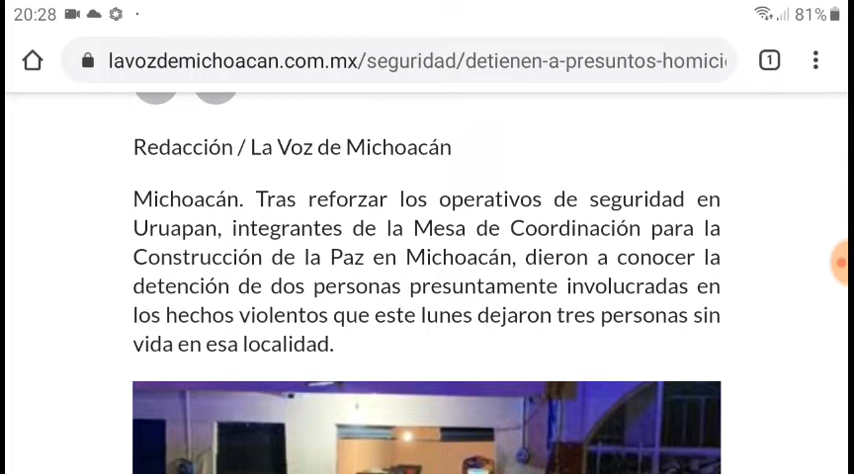 20:28
81%
lavozdemichoacan.com.mx/seguridad/detienen-a-presuntos-homici
1
Redacción / La Voz de Michoacán
Michoacán. Tras reforzar los operativos de seguridad en
Uruapan, integrantes de la Mesa de Coordinación para la
Construcción de la Paz en Michoacán, dieron a conocer la
detención de dos personas presuntamente involucradas en
los hechos violentos que este lunes dejaron tres personas sin
vida en esa localidad.